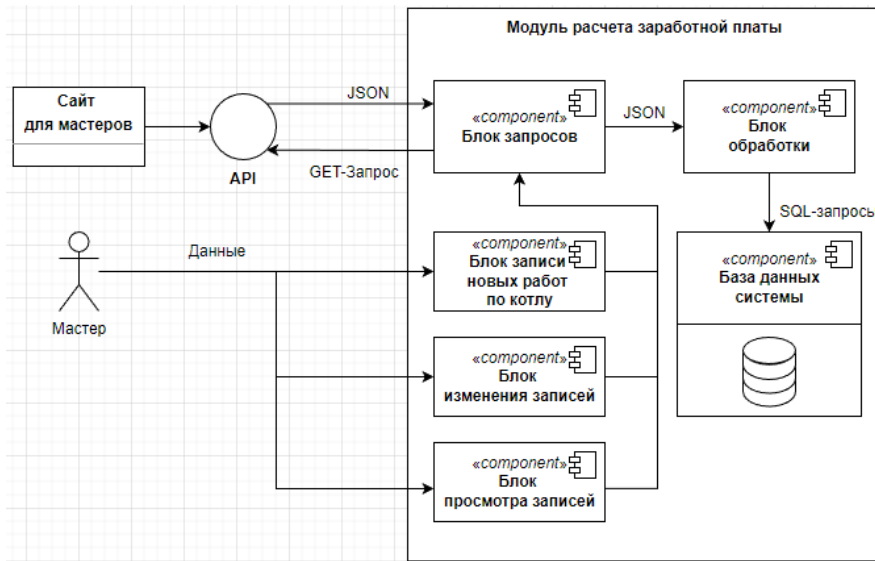 Модуль расчета заработной платы
Сайт
для мастеров
API
JSON
GET-Запрос
«component»
Блок запросов
JSON
«component»
Блок
обработки
SQL-запросы
Мастер
Данные
«component»
Блок записи
новых работ
по котлу
«component»
База данных
системы
«component»
Блок
изменения записей
«component»
Блок
просмотра записей